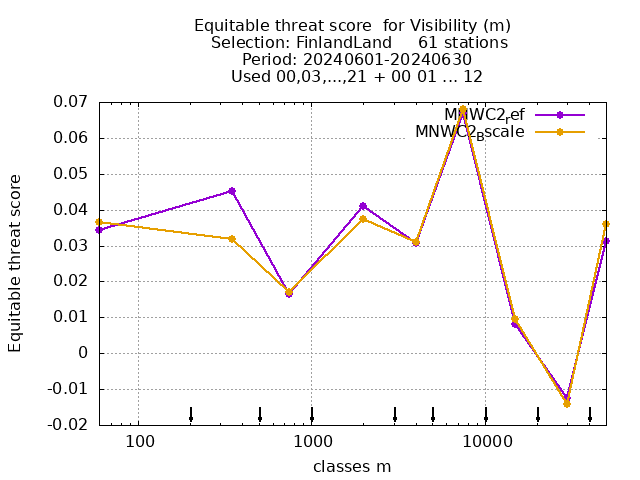 Equitable threat score  for Visibility (m)
Selection: FinlandLand     61 stations
Period: 20240601-20240630
Used 00,03,...,21 + 00 01 ... 12
0.07
0.06
0.05
0.04
0.03
0.02
0.01
0
-0.01
-0.02
Equitable threat score
MNWC2ref
MNWC2Bscale
100
1000
10000
classes m